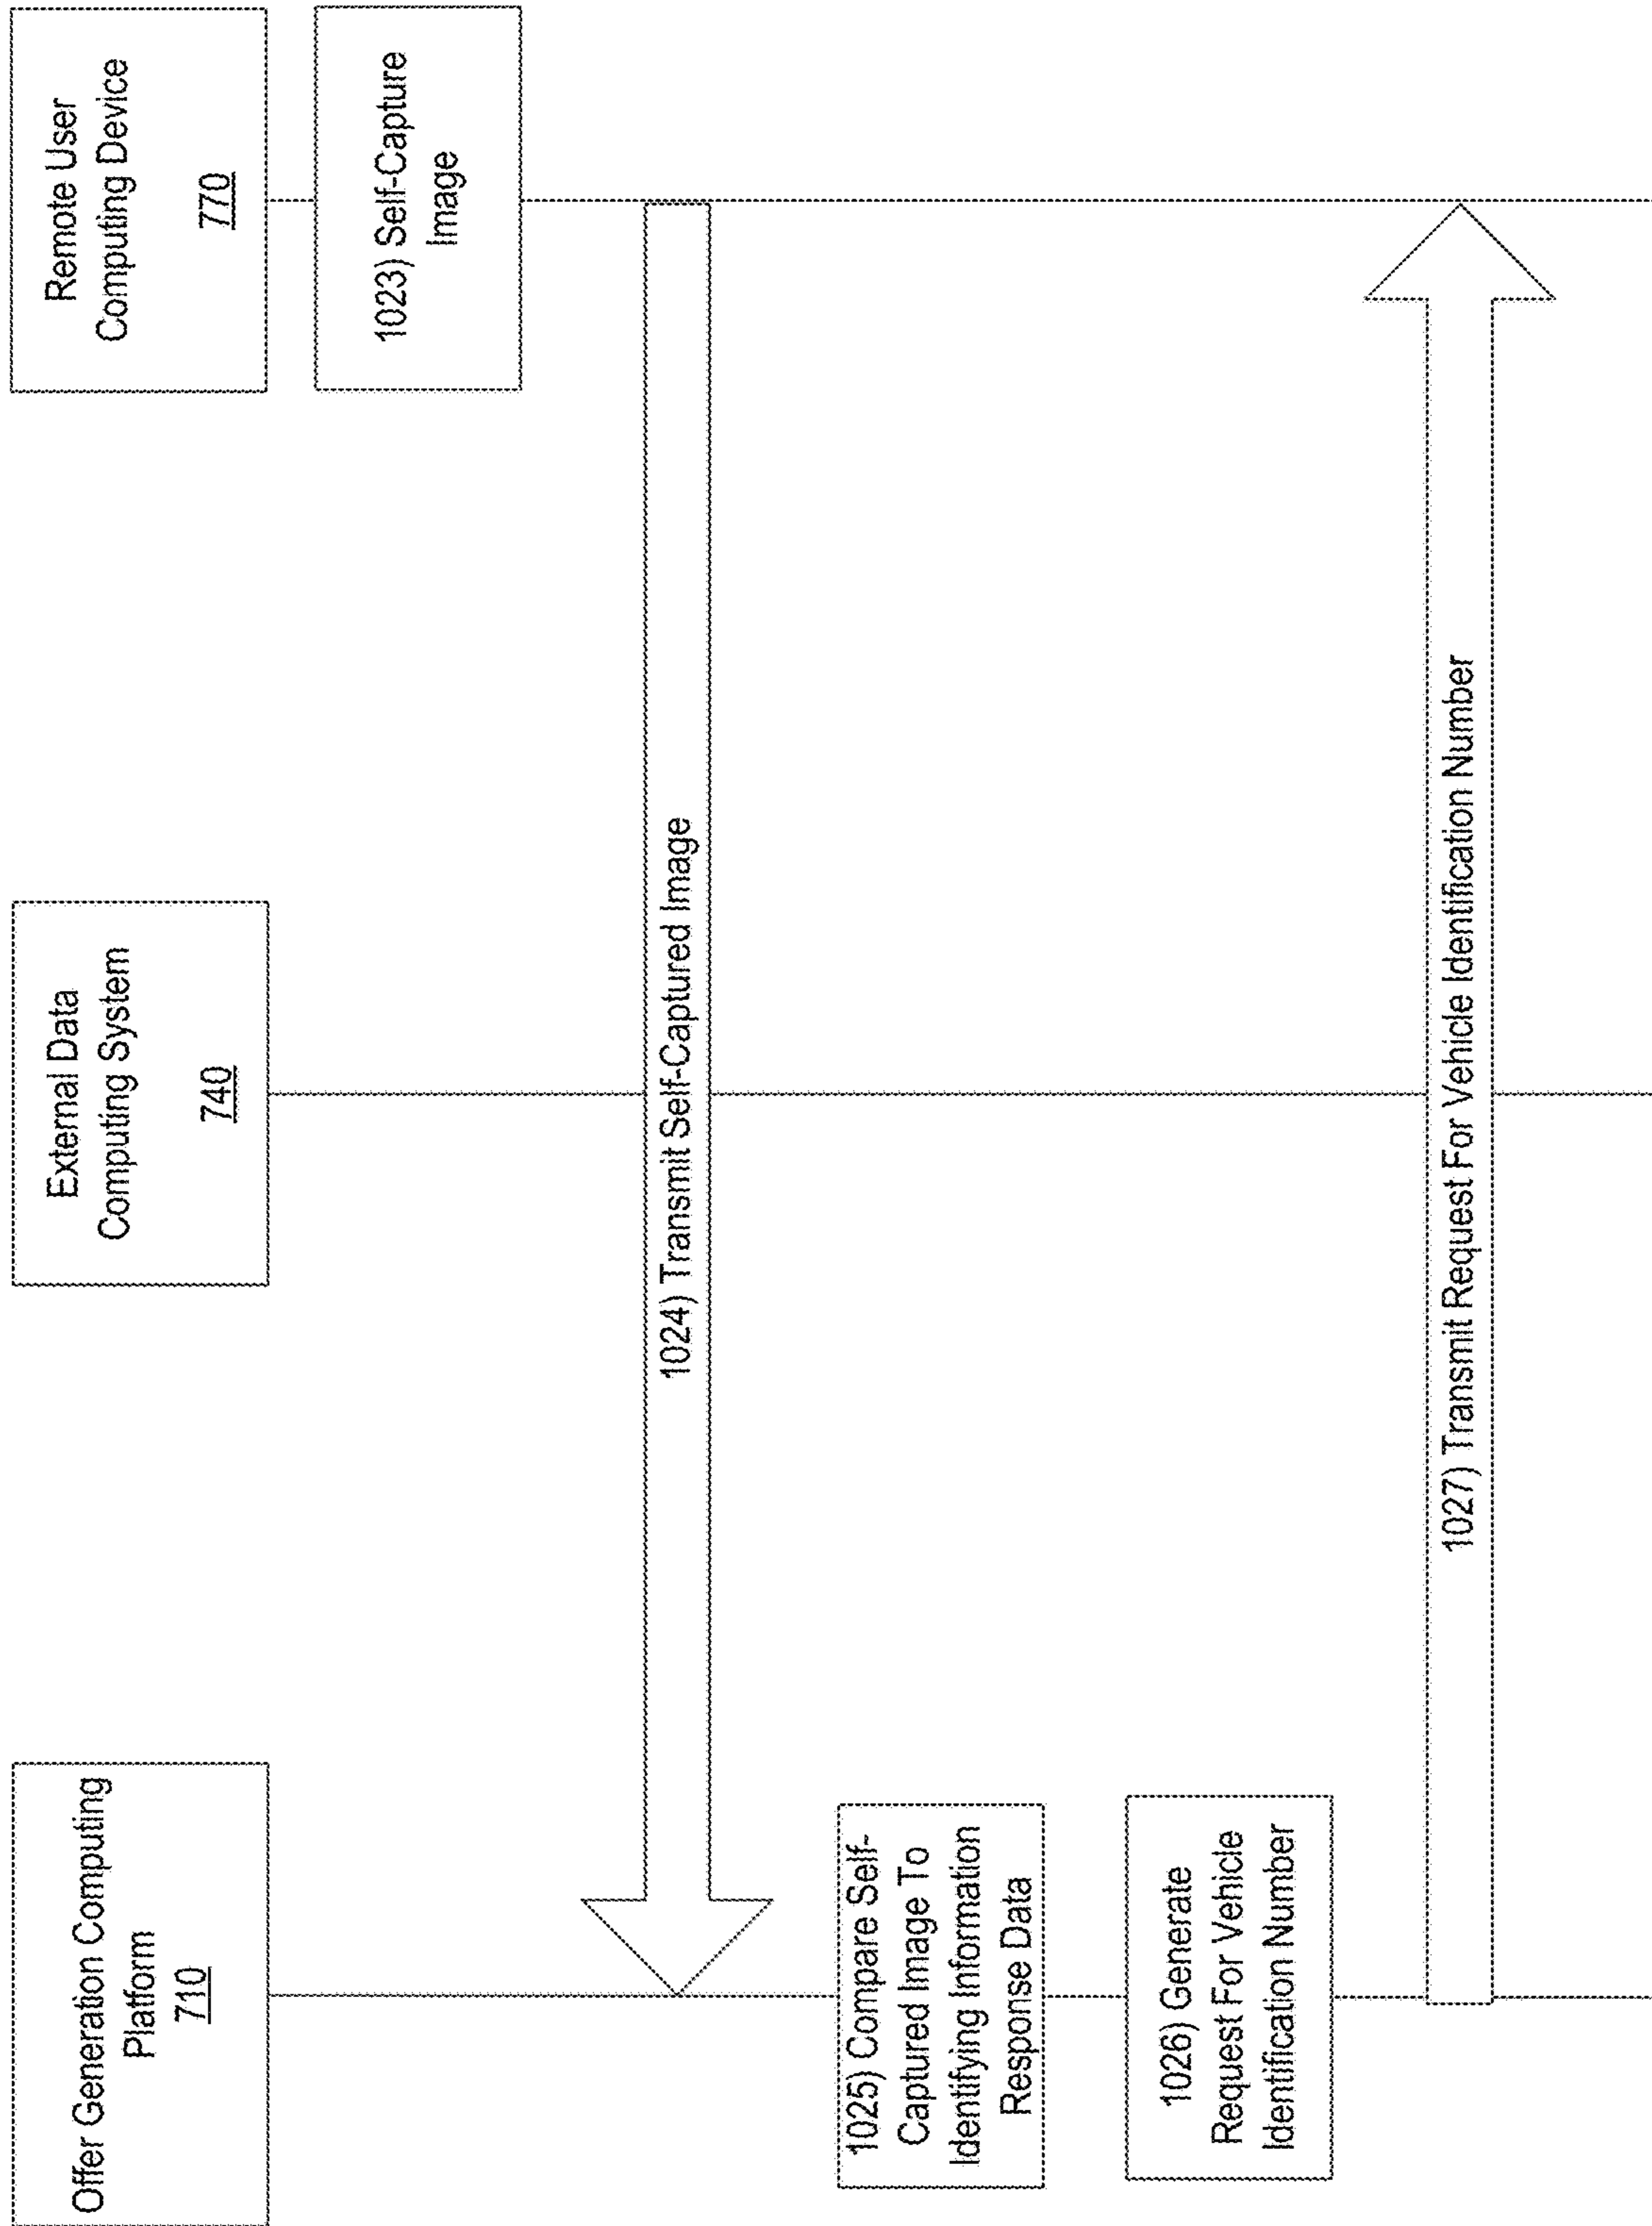 Offer Generation Computing
Platform
710
External Data
Computing System
740
Remote User
Computing Device
770
1023) Self-Capture
Image
1024) Transmit Self-Captured Image
1025) Compare Self-
Captured Image To
Identifying Information
Response Data
1026) Generate
Request For Vehicle
Identification Number
1027) Transmit Request For Vehicle Identification Number